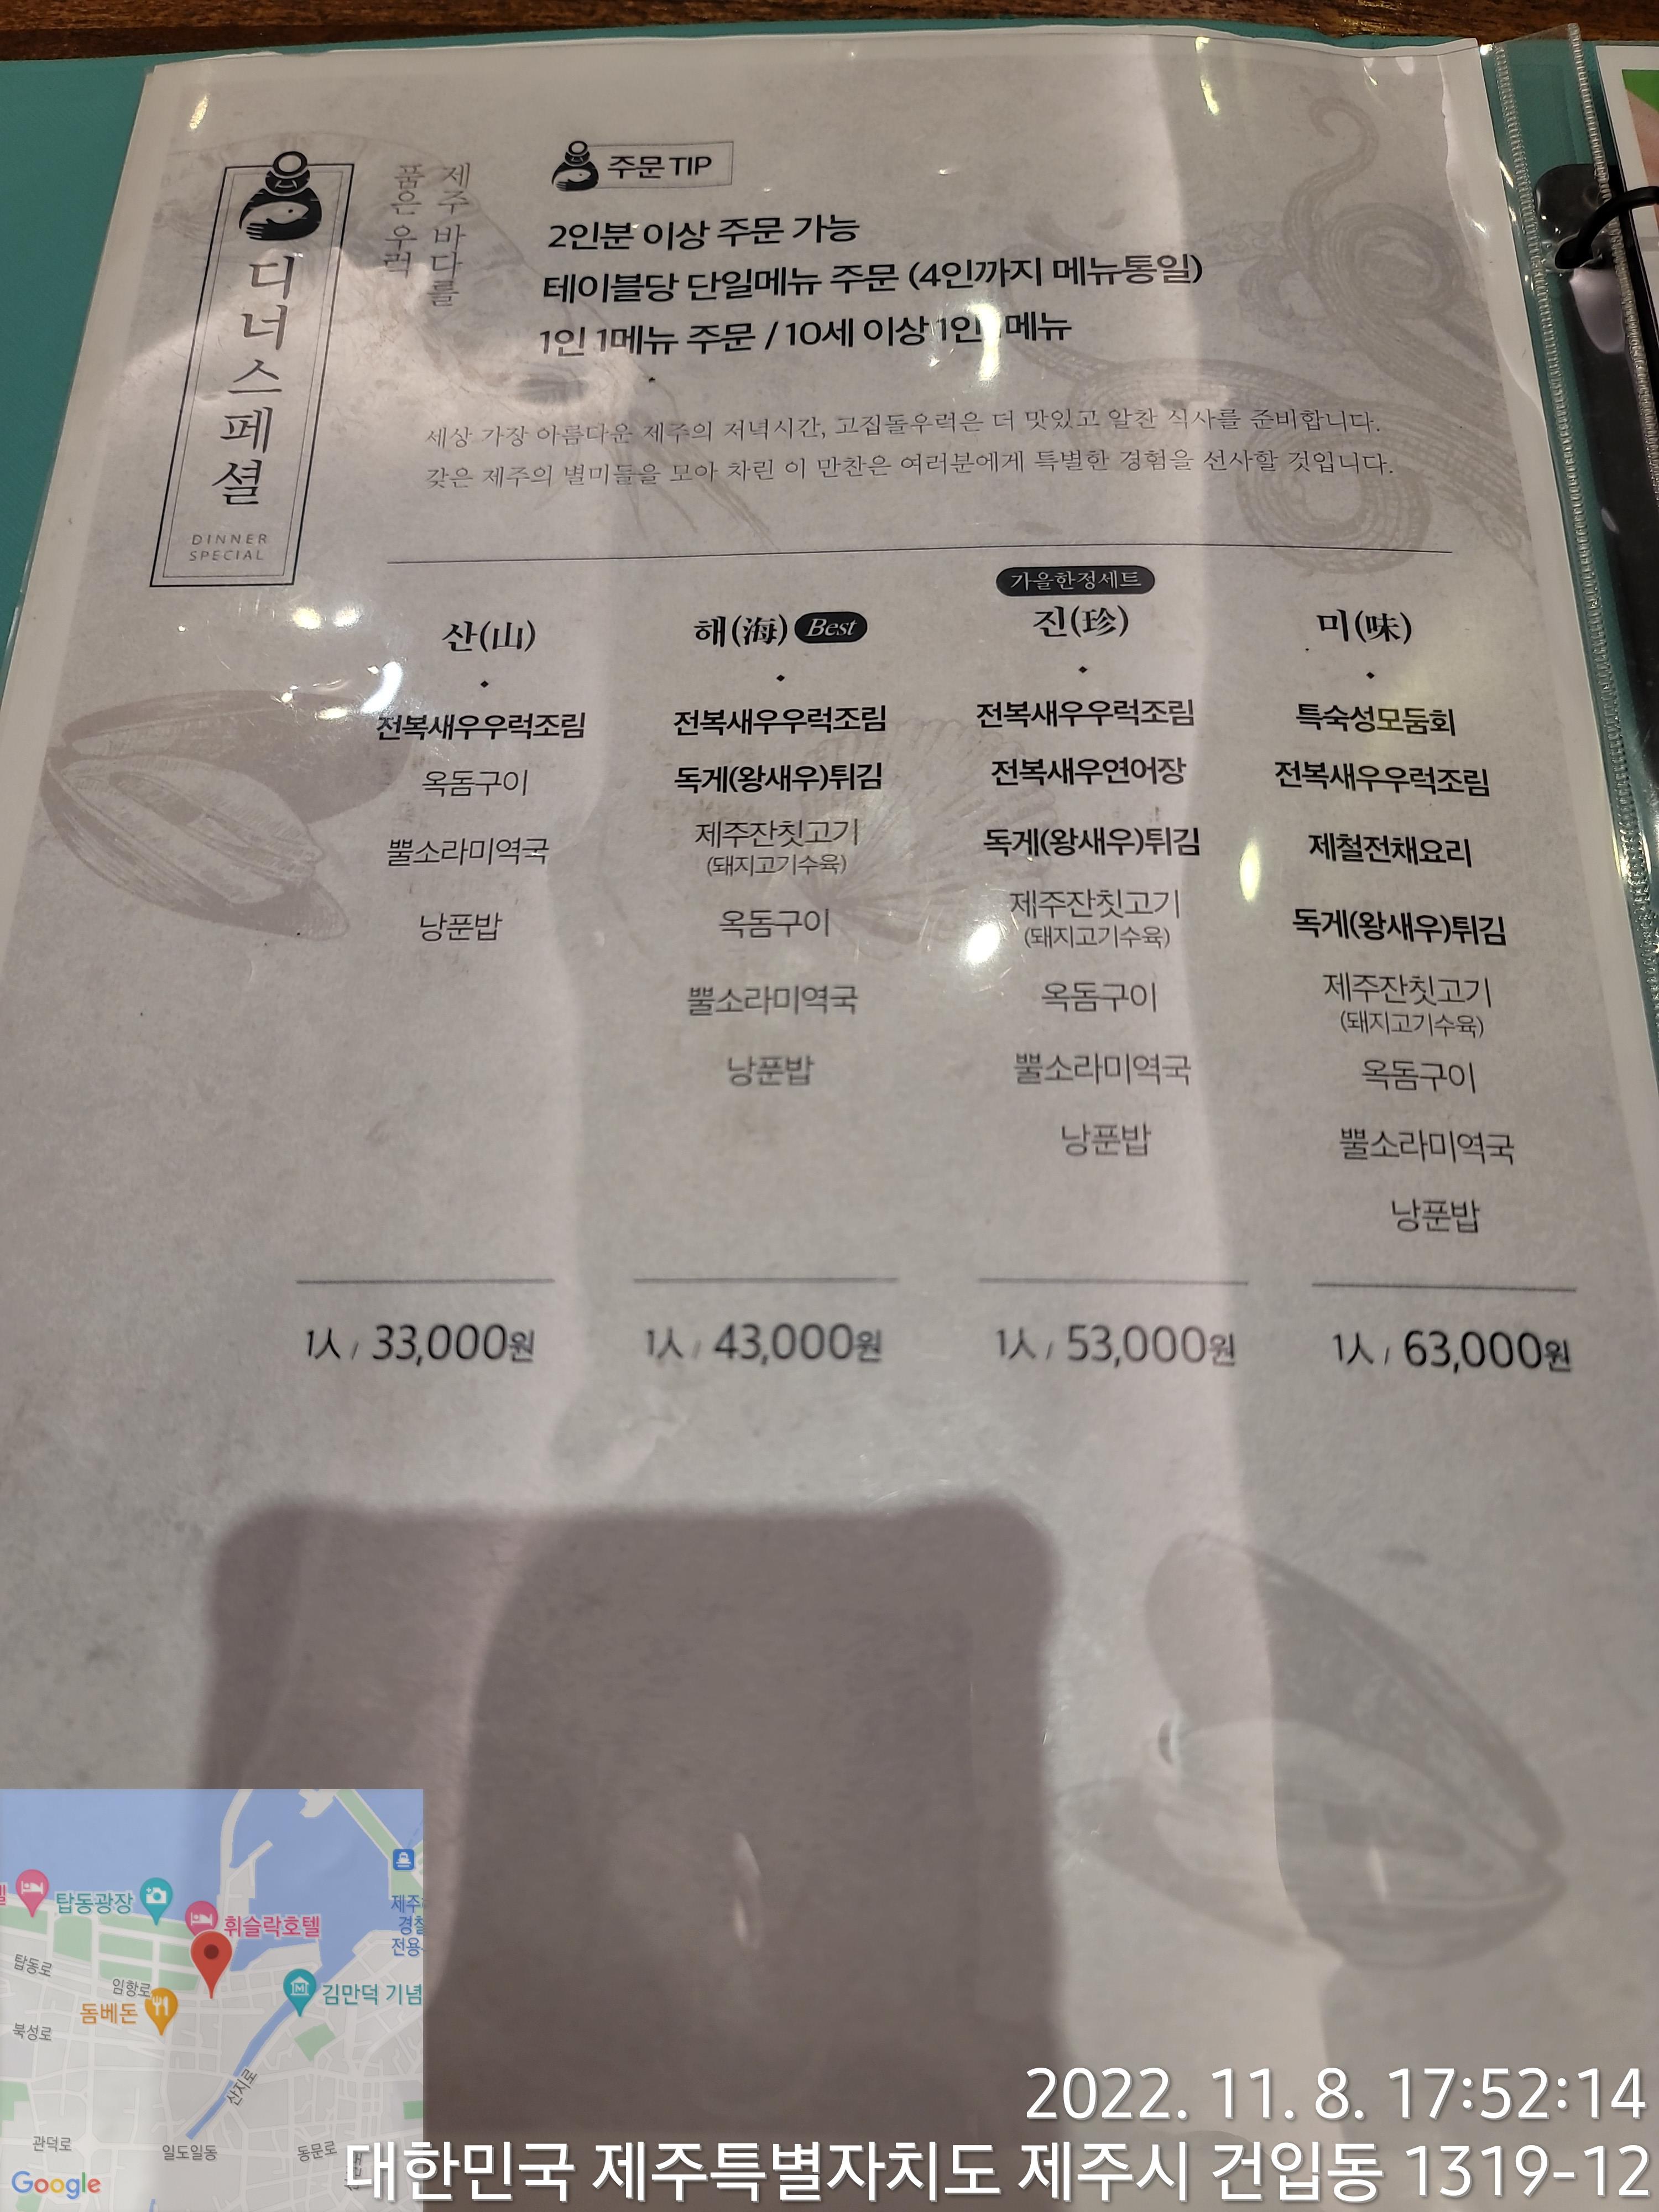 디너스페셜
DINNER
SPECIAL
제주 바다를
품은 우럭
주문 TIP
2인분 이상 주문 가능
테이블당 단일메뉴 주문 (4인까지 메뉴통일)
1인 1메뉴 주문 / 10세 이상 1인 1메뉴
세상 가장 아름다운 제주의 저녁시간, 고집돌우럭은 더 맛있고 알찬 식사를 준비합니다.
갖은 제주의 별미들을 모아 차린 이 만찬은 여러분에게 특별한 경험을 선사할 것입니다.
산(山)
전복새우우럭조림
옥돔구이
뿔소라미역국
낭푼밥
1人 / 33,000원
해(海) Best
전복새우우럭조림
독게(왕새우)튀김
제주잔칫고기
(돼지고기수육)
옥돔구이
뿔소라미역국
낭푼밥
1人 / 43,000원
가을한정세트
진(珍)
전복새우우럭조림
전복새우연어장
독게(왕새우)튀김
제주잔칫고기
(돼지고기수육)
옥돔구이
뿔소라미역국
낭푼밥
1人 / 53,000원
미(味)
특숙성모둠회
전복새우우럭조림
제철전채요리
독게(왕새우)튀김
제주잔칫고기
(돼지고기수육)
옥돔구이
뿔소라미역국
낭푼밥
1人 / 63,000원
탑동광장
휘슬락호텔
제주
경찰
전용
탑동로
임항로
돔베돈
김만덕 기념
북성로
산지로
관덕로
일도일동
동문로
Google
2022. 11. 8. 17:52:14
대한민국 제주특별자치도 제주시 건입동 1319-12